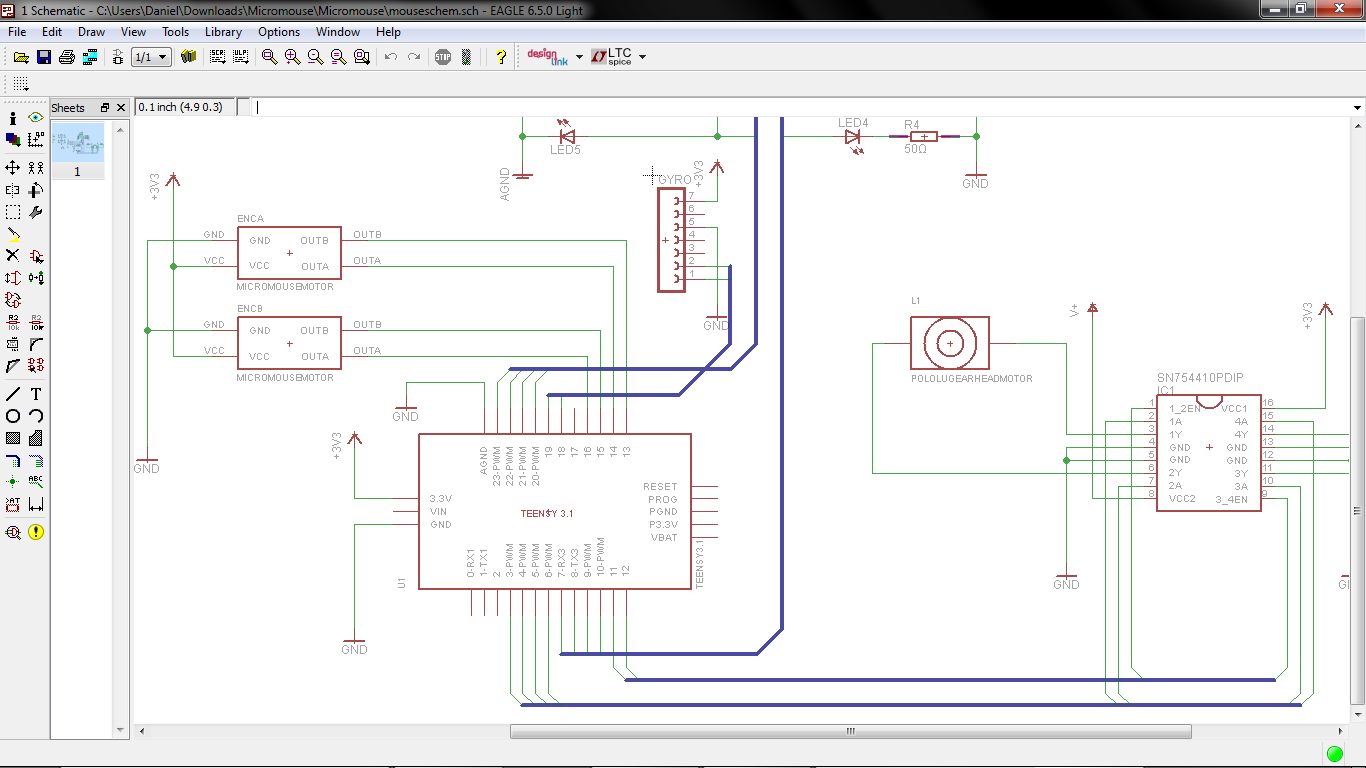 1 Schematic - C:\Users\Daniel\Downloads\Micromouse\Micromouse\mouseschem.sch - EAGLE 6.5.0 Light
File Edit Draw View Tools Library Options Window Help
1/1 SCR ULP STOP ? design link LTC spice
Sheets
0.1 inch (4.9 0.3)
1
LED5
LED4
R4
50Ω
AGND
GND
GYRO
+3V3
7
6
5
4
3
2
1
GND
+3V3
ENCA
GND GND OUTB OUTB
VCC VCC OUTA OUTA
MICROMOUSEMOTOR
ENCB
GND GND OUTB OUTB
VCC VCC OUTA OUTA
MICROMOUSEMOTOR
GND
GND
+3V3
GND
AGND
23-PWM
22-PWM
21-PWM
20-PWM
19
18
17
16
15
14
13
3.3V
VIN
GND
TEENSY 3.1
RESET
PROG
PGND
P3.3V
VBAT
0-RX1
1-TX1
2
3-PWM
4-PWM
5-PWM
6-PWM
7-RX3
8-TX3
9-PWM
10-PWM
11
12
U1
TEENSY3.1
L1
POLOLUGEARHEADMOTOR
V+
+3V3
SN754410PDIP
IC1
1 1_2EN VCC1 16
2 1A 4A 15
3 1Y 4Y 14
4 GND GND 13
5 GND GND 12
6 2Y 3Y 11
7 2A 3A 10
8 VCC2 3_4EN 9
GND